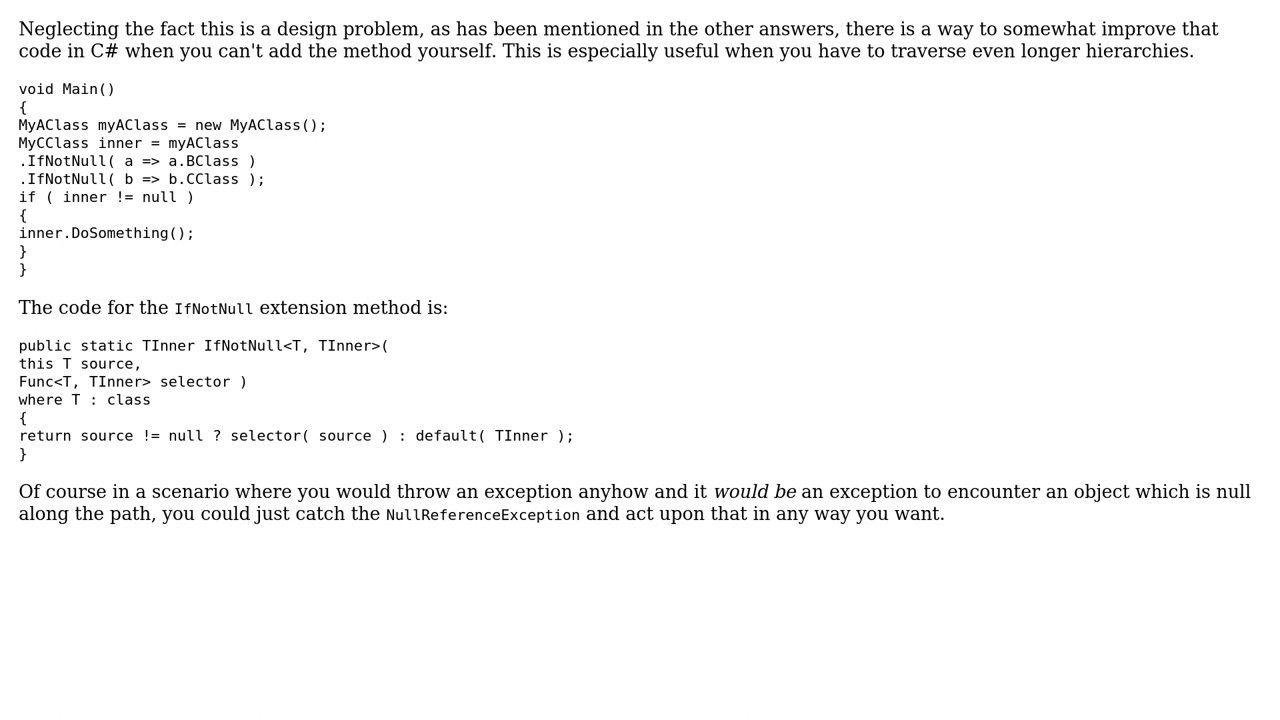 Neglecting the fact this is a design problem, as has been mentioned in the other answers, there is a way to somewhat improve that
code in C# when you can't add the method yourself. This is especially useful when you have to traverse even longer hierarchies.
void Main()
{
MyAClass myAClass = new MyAClass();
MyCClass inner = myAClass
.IfNotNull( a => a.BClass )
.IfNotNull( b => b.CClass );
if ( inner != null )
{
inner.DoSomething();
}
}
The code for the IfNotNull extension method is:
public static TInner IfNotNull<T, TInner>(
this T source,
Func<T, TInner> selector )
where T : class
{
return source != null ? selector( source ) : default( TInner );
}
Of course in a scenario where you would throw an exception anyhow and it would be an exception to encounter an object which is null
along the path, you could just catch the NullReferenceException and act upon that in any way you want.